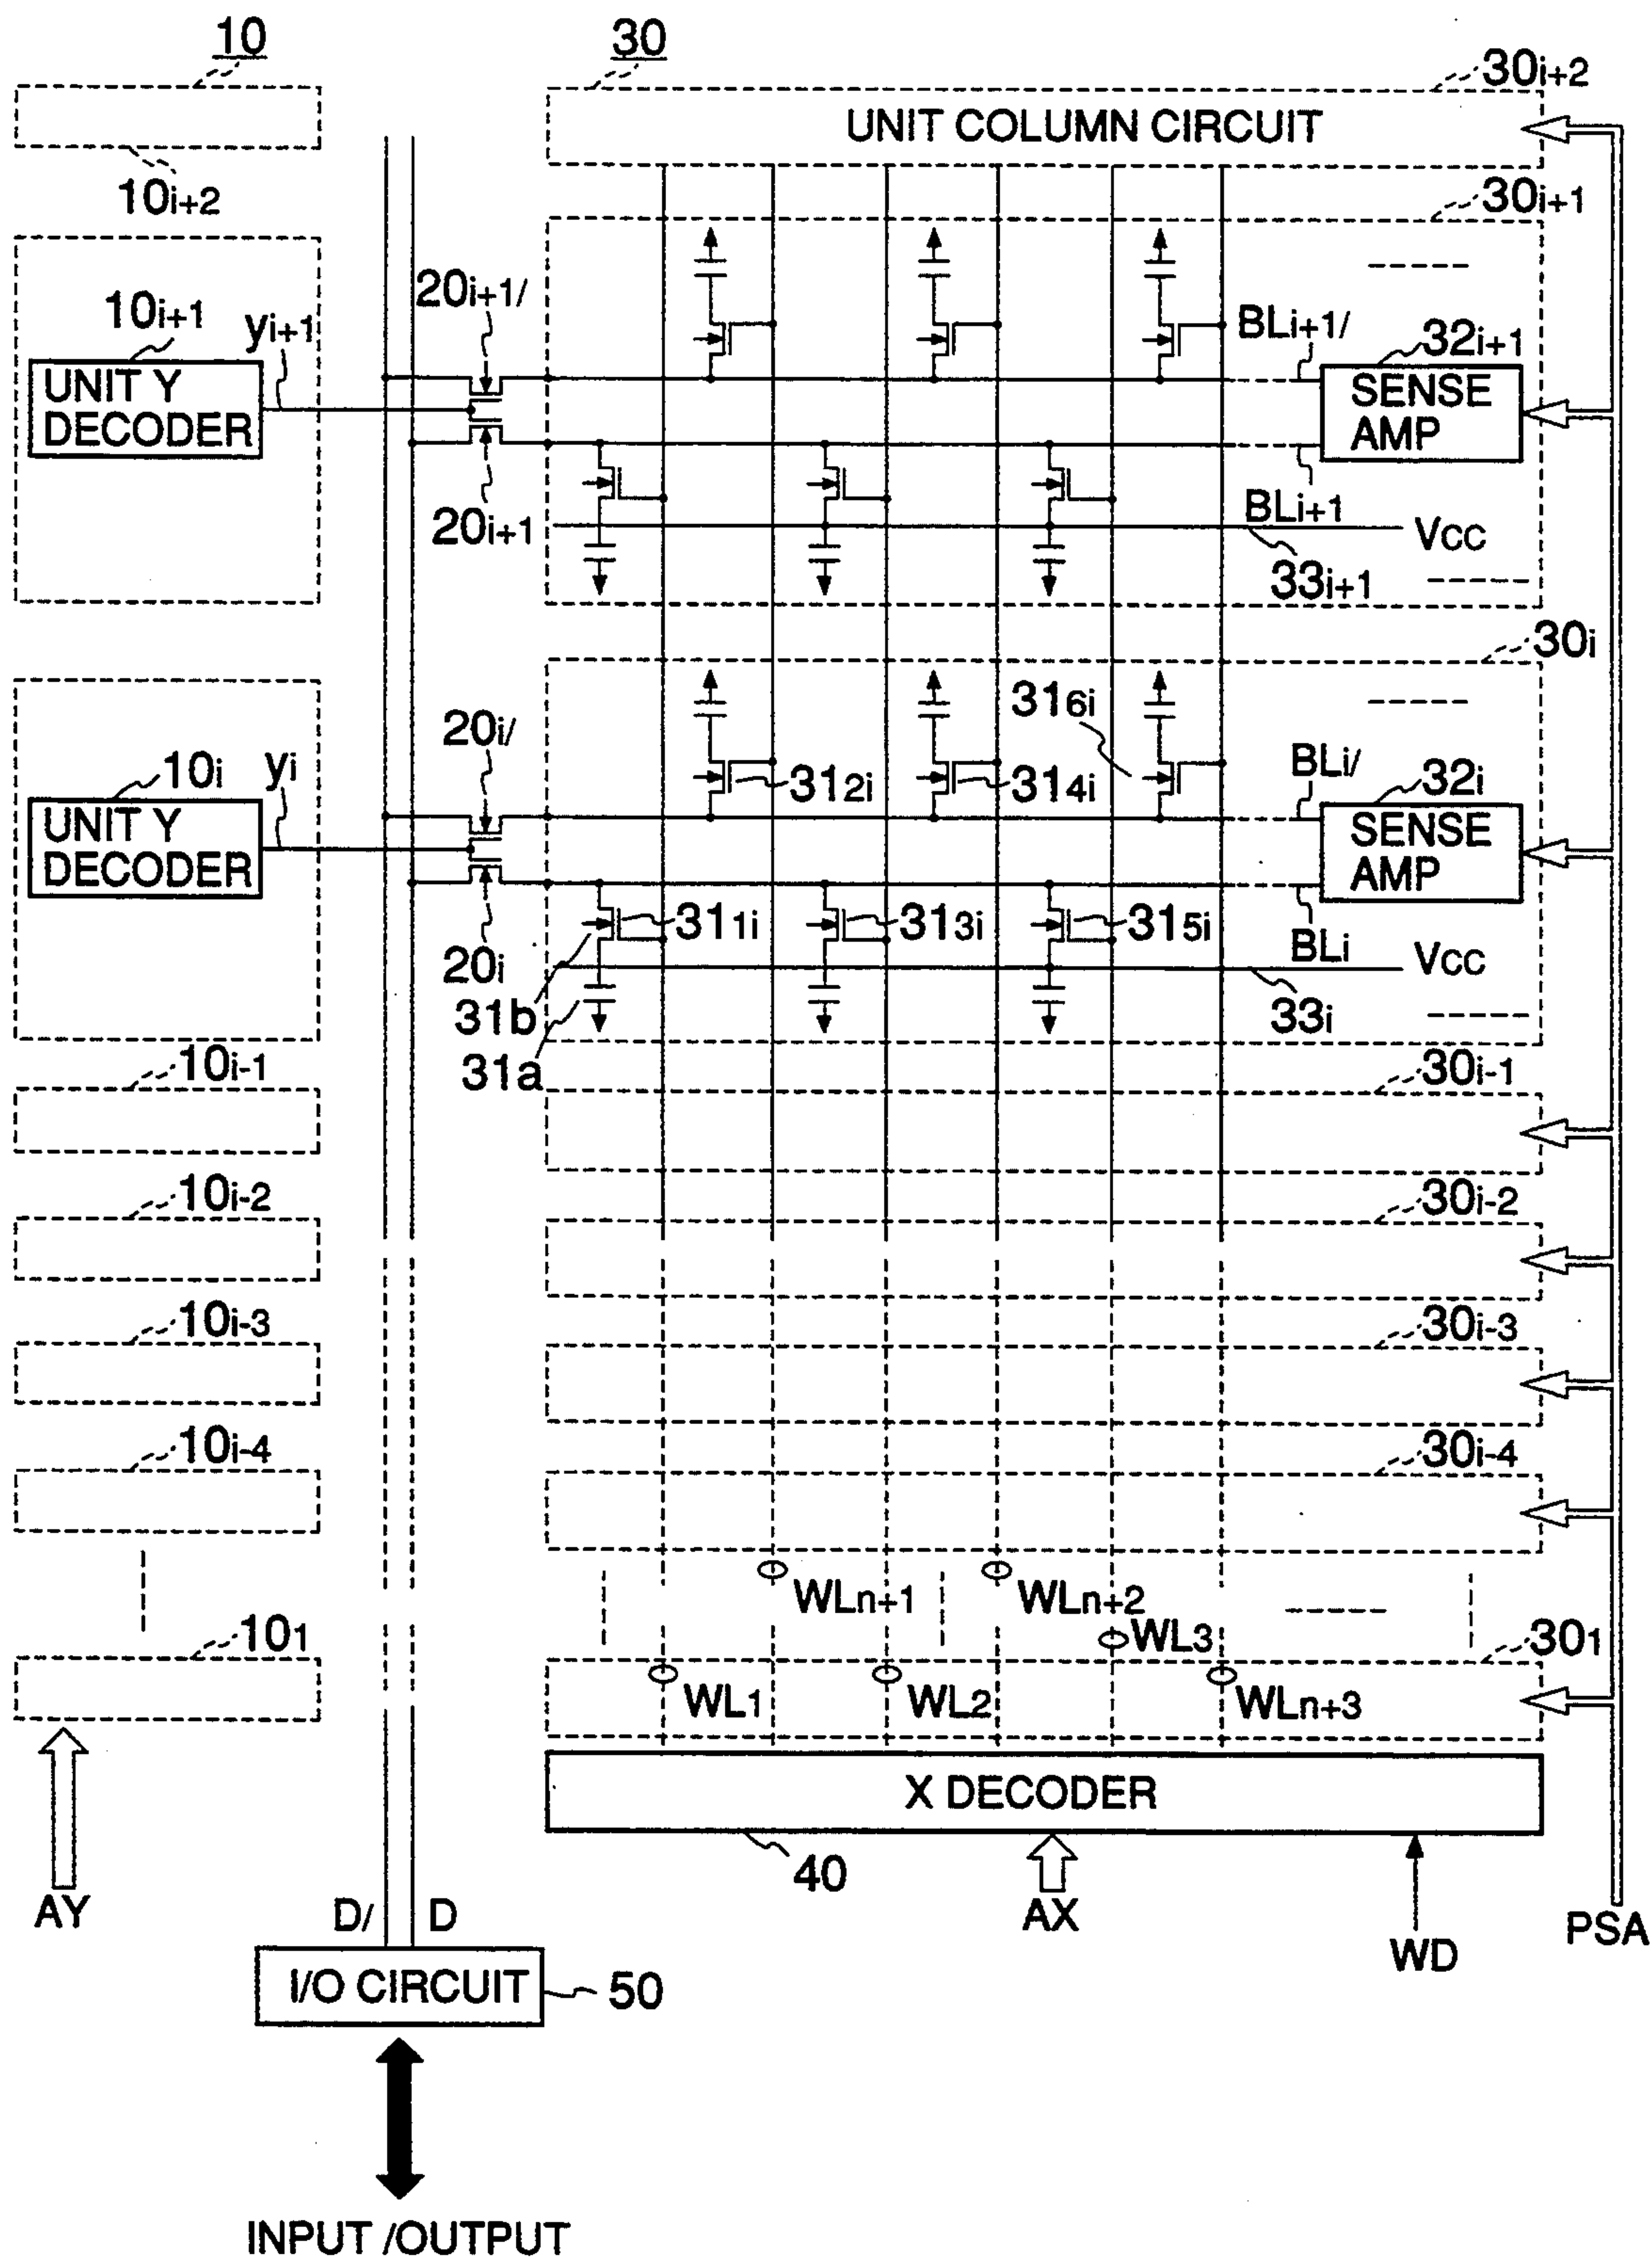 10
30
30i+2
UNIT COLUMN CIRCUIT
10i+2
30i+1
20i+1/
10i+1
yi+1
BLi+1/
32i+1
UNIT Y
DECODER
SENSE
AMP
20i+1
BLi+1
VCC
33i+1
30i
316i
20i/
10i
yi
312i
314i
BLi/
32i
UNIT Y
DECODER
SENSE
AMP
311i
313i
315i
20i
BLi
VCC
31b
33i
31a
10i-1
30i-1
10i-2
30i-2
10i-3
30i-3
10i-4
30i-4
WLn+1
WLn+2
WL3
101
301
WL1
WL2
WLn+3
X DECODER
40
AY
D/
D
AX
WD
PSA
I/O CIRCUIT
50
INPUT /OUTPUT